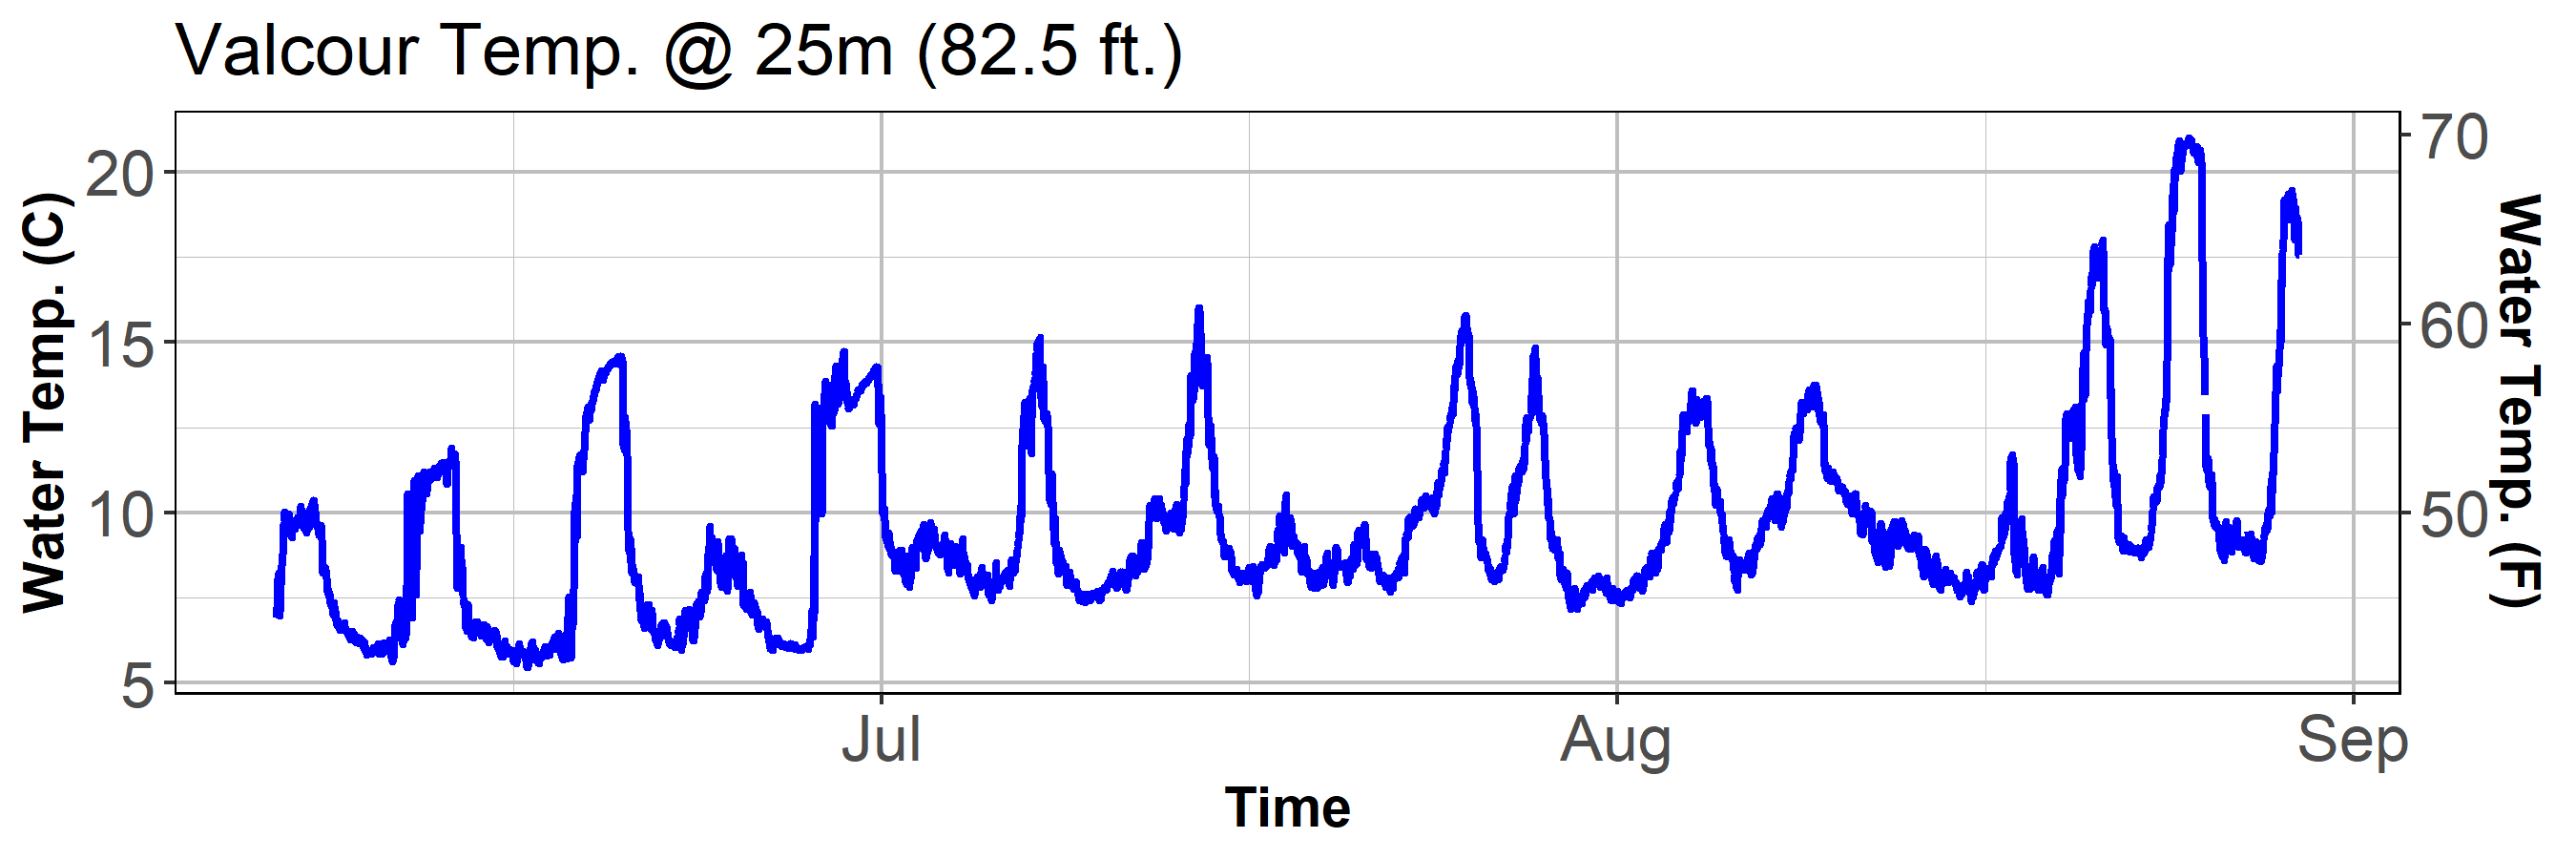 Valcour Temp. @ 25m (82.5 ft.)
Water Temp. (C)
20
15
10
5
70
60
50
Water Temp. (F)
Jul
Aug
Sep
Time